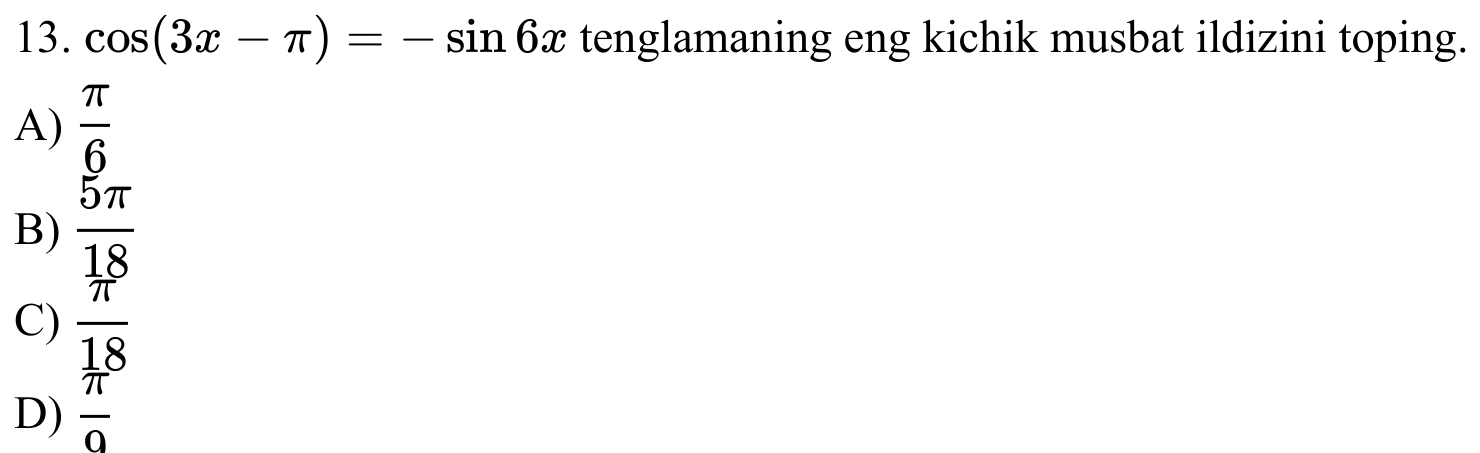 13. cos(3x − π) = − sin 6x tenglamaning eng kichik musbat ildizini toping.
A) π/6
B) 5π/18
C) π/18
D) π/9